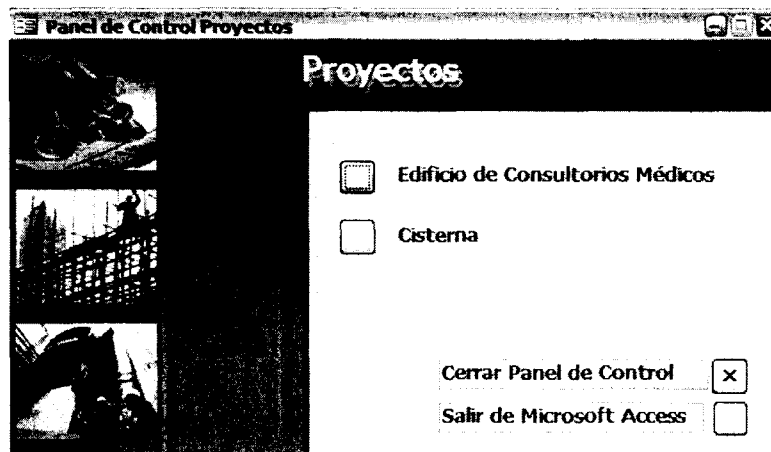 Panel de Control Proyectos
Proyectos
Edificio de Consultorios Médicos
Cisterna
Cerrar Panel de Control
Salir de Microsoft Access